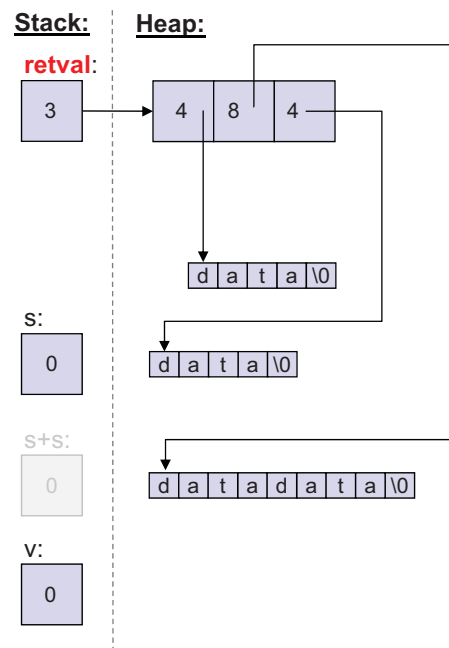 Stack: Heap:
retval:
3 4 8 4
d a t a \0
s:
0 d a t a \0
s+s:
0 d a t a d a t a \0
v:
0